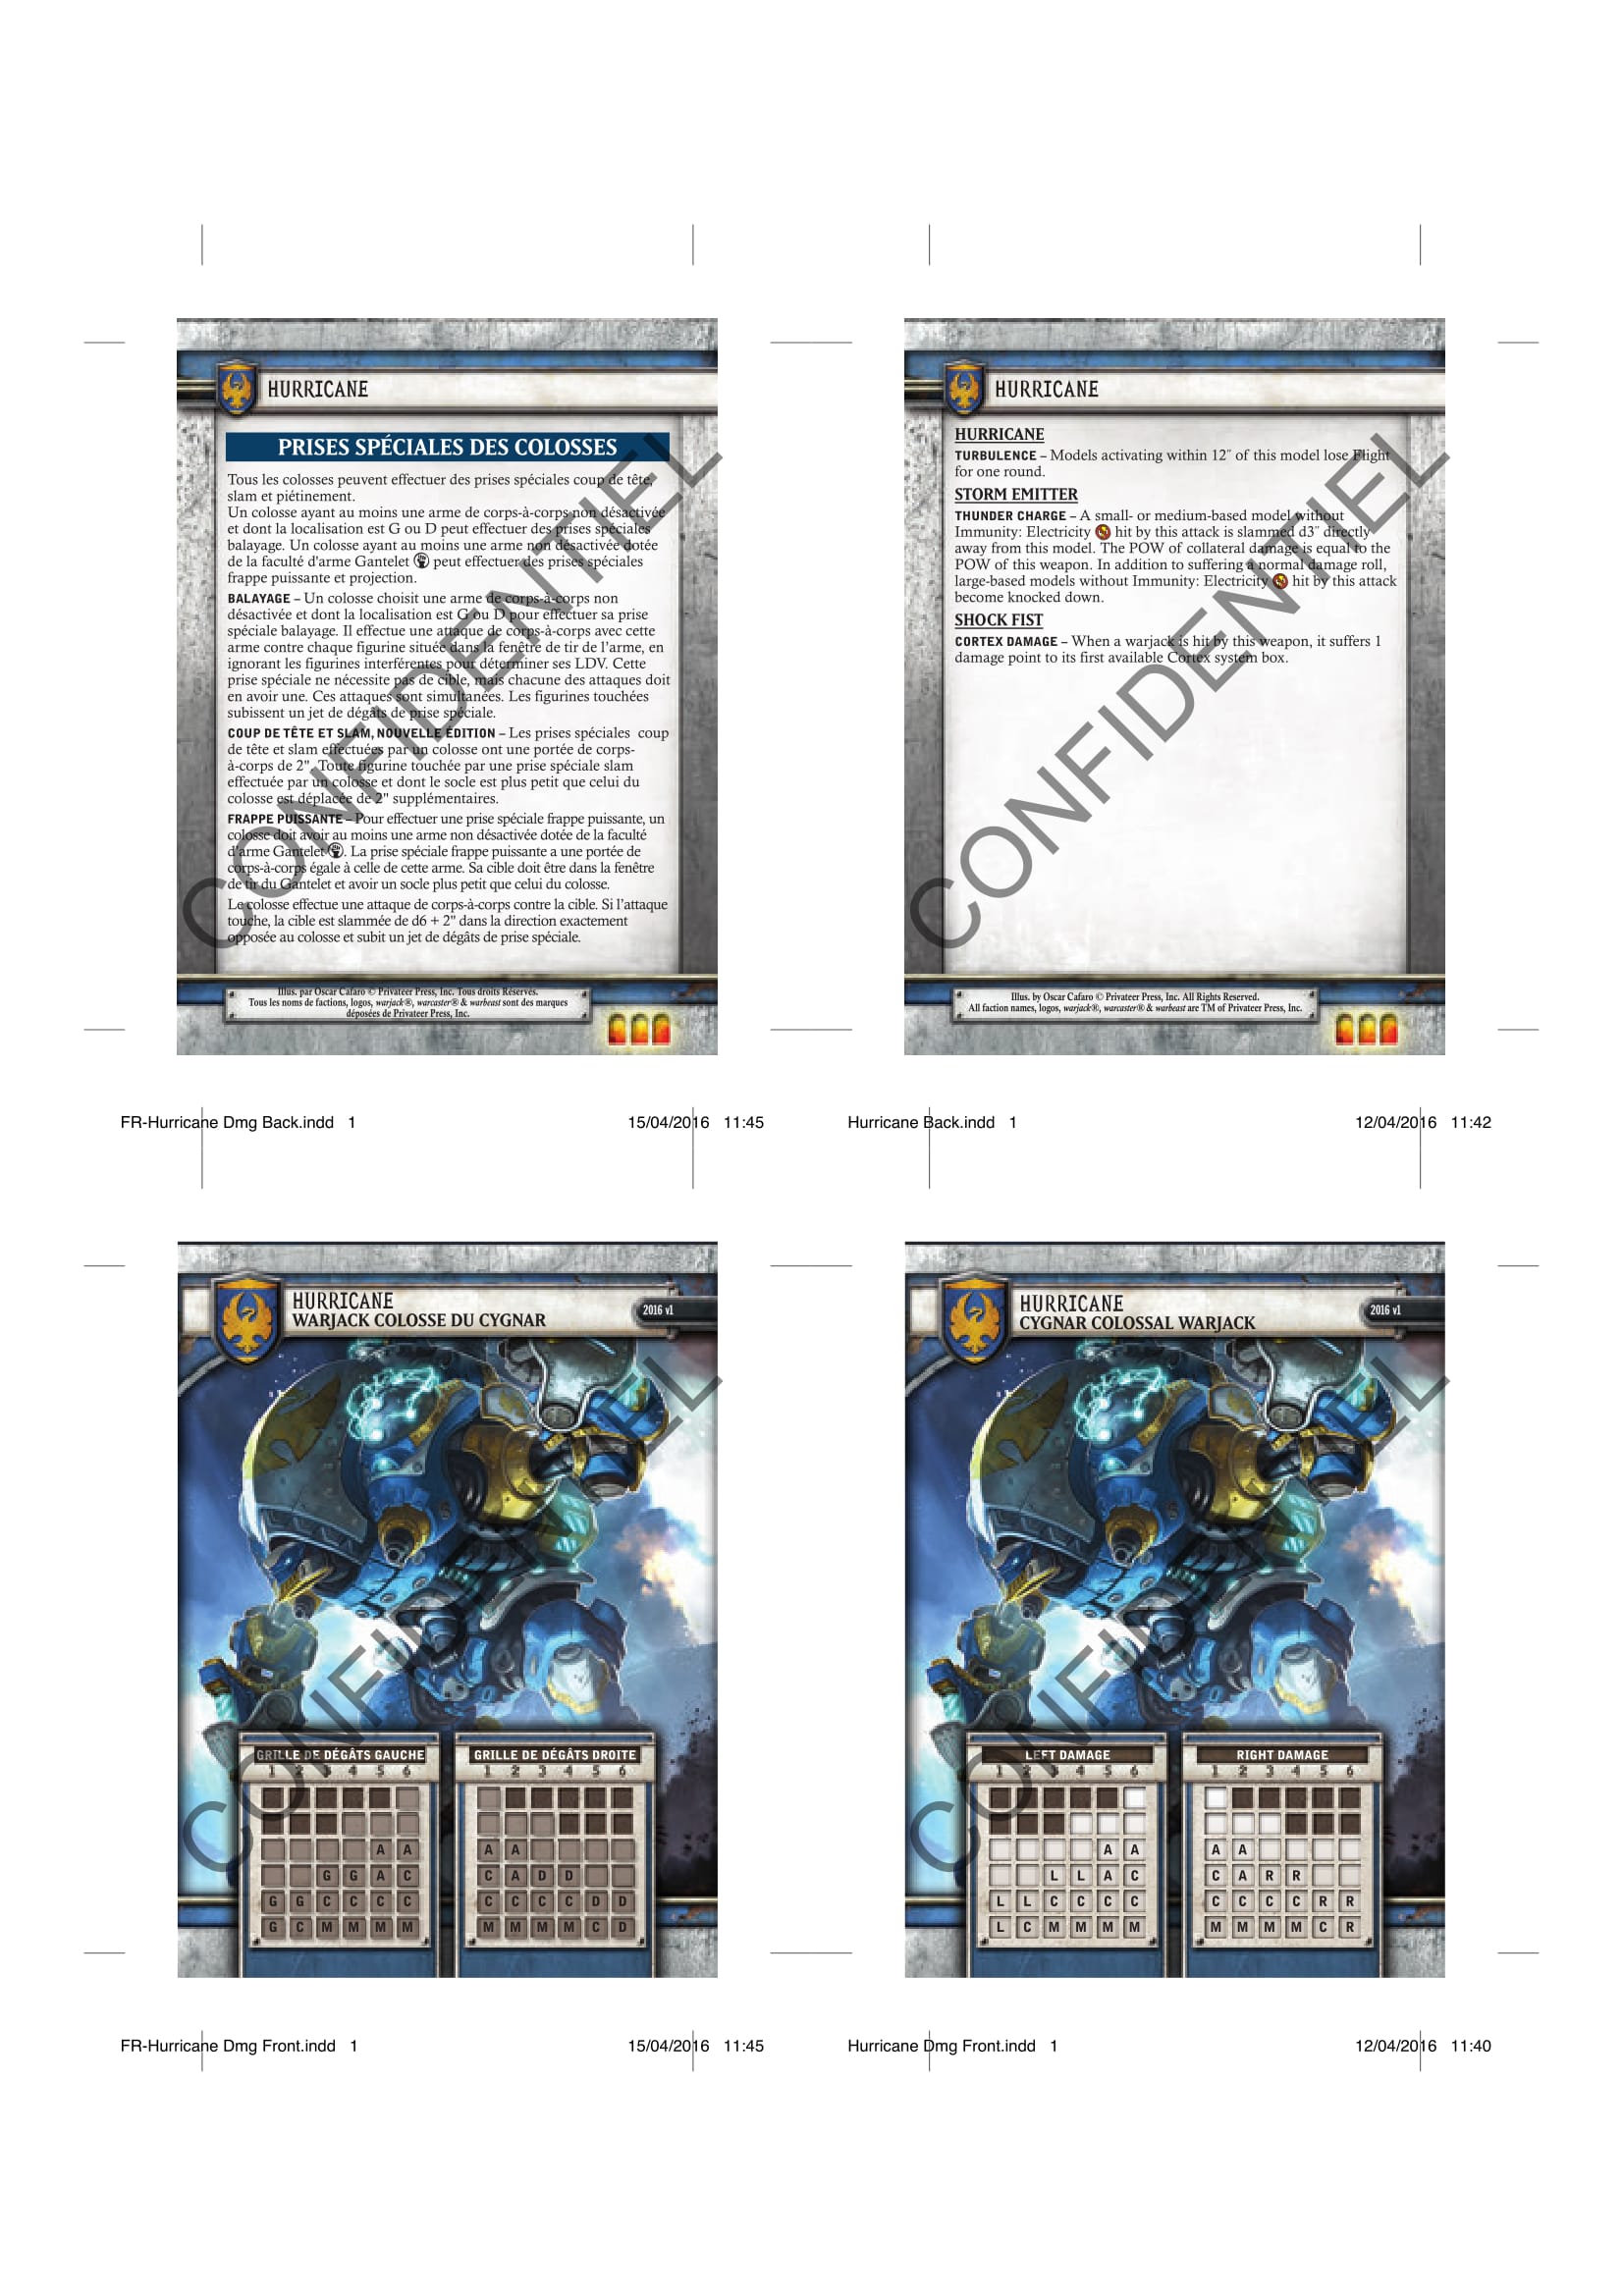 HURRICANE
PRISES SPÉCIALES DES COLOSSES
Tous les colosses peuvent effectuer des prises spéciales coup de tête,
slam et piétinement.
Un colosse ayant au moins une arme de corps-à-corps non désactivée
et dont la localisation est G ou D peut effectuer des prises spéciales
balayage. Un colosse ayant au moins une arme non désactivée dotée
de la faculté d'arme Gantelet peut effectuer des prises spéciales
frappe puissante et projection.
BALAYAGE – Un colosse choisit une arme de corps-à-corps non
désactivée et dont la localisation est G ou D pour effectuer sa prise
spéciale balayage. Il effectue une attaque de corps-à-corps avec cette
arme contre chaque figurine située dans la fenêtre de tir de l'arme, en
ignorant les figurines interférentes pour déterminer ses LDV. Cette
prise spéciale ne nécessite pas de cible, mais chacune des attaques doit
en avoir une. Ces attaques sont simultanées. Les figurines touchées
subissent un jet de dégâts de prise spéciale.
COUP DE TÊTE ET SLAM, NOUVELLE ÉDITION – Les prises spéciales coup
de tête et slam effectuées par un colosse ont une portée de corps-
à-corps de 2". Toute figurine touchée par une prise spéciale slam
effectuée par un colosse et dont le socle est plus petit que celui du
colosse est déplacée de 2" supplémentaires.
FRAPPE PUISSANTE – Pour effectuer une prise spéciale frappe puissante, un
colosse doit avoir au moins une arme non désactivée dotée de la faculté
d'arme Gantelet . La prise spéciale frappe puissante a une portée de
corps-à-corps égale à celle de cette arme. Sa cible doit être dans la fenêtre
de tir du Gantelet et avoir un socle plus petit que celui du colosse.
Le colosse effectue une attaque de corps-à-corps contre la cible. Si l'attaque
touche, la cible est slammée de d6 + 2" dans la direction exactement
opposée au colosse et subit un jet de dégâts de prise spéciale.
Illus. par Oscar Cafaro © Privateer Press, Inc. Tous droits Réservés.
Tous les noms de factions, logos, warjack®, warcaster® & warbeast sont des marques
déposées de Privateer Press, Inc.
CONFIDENTIEL
FR-Hurricane Dmg Back.indd 1
15/04/2016 11:45
HURRICANE
HURRICANE
TURBULENCE – Models activating within 12˝ of this model lose Flight
for one round.
STORM EMITTER
THUNDER CHARGE – A small- or medium-based model without
Immunity: Electricity hit by this attack is slammed d3˝ directly
away from this model. The POW of collateral damage is equal to the
POW of this weapon. In addition to suffering a normal damage roll,
large-based models without Immunity: Electricity hit by this attack
become knocked down.
SHOCK FIST
CORTEX DAMAGE – When a warjack is hit by this weapon, it suffers 1
damage point to its first available Cortex system box.
Illus. by Oscar Cafaro © Privateer Press, Inc. All Rights Reserved.
All faction names, logos, warjack®, warcaster® & warbeast are TM of Privateer Press, Inc.
CONFIDENTIEL
Hurricane Back.indd 1
12/04/2016 11:42
HURRICANE
WARJACK COLOSSE DU CYGNAR
2016 v1
GRILLE DE DÉGÂTS GAUCHE
1 2 3 4 5 6
A A
G G A C
G G C C C C
G C M M M M
GRILLE DE DÉGÂTS DROITE
1 2 3 4 5 6
A A
C A D D
C C C C D D
M M M M C D
CONFIDENTIEL
FR-Hurricane Dmg Front.indd 1
15/04/2016 11:45
HURRICANE
CYGNAR COLOSSAL WARJACK
2016 v1
LEFT DAMAGE
1 2 3 4 5 6
A A
L L A C
L L C C C C
L C M M M M
RIGHT DAMAGE
1 2 3 4 5 6
A A
C A R R
C C C C R R
M M M M C R
CONFIDENTIEL
Hurricane Dmg Front.indd 1
12/04/2016 11:40